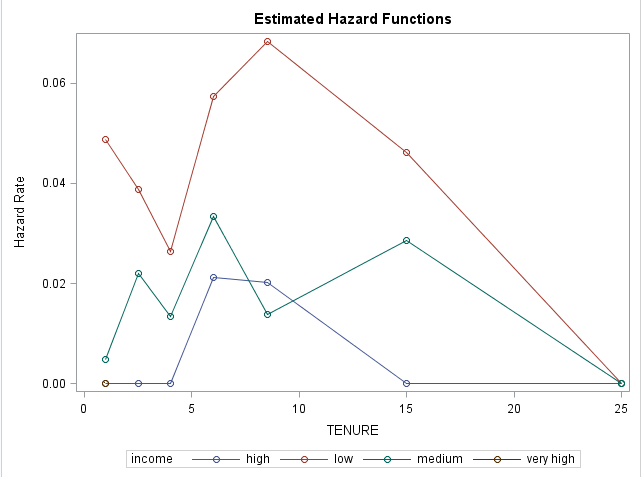 Estimated Hazard Functions
0.06
0.04
0.02
0.00
Hazard Rate
0 5 10 15 20 25
TENURE
income high low medium very high